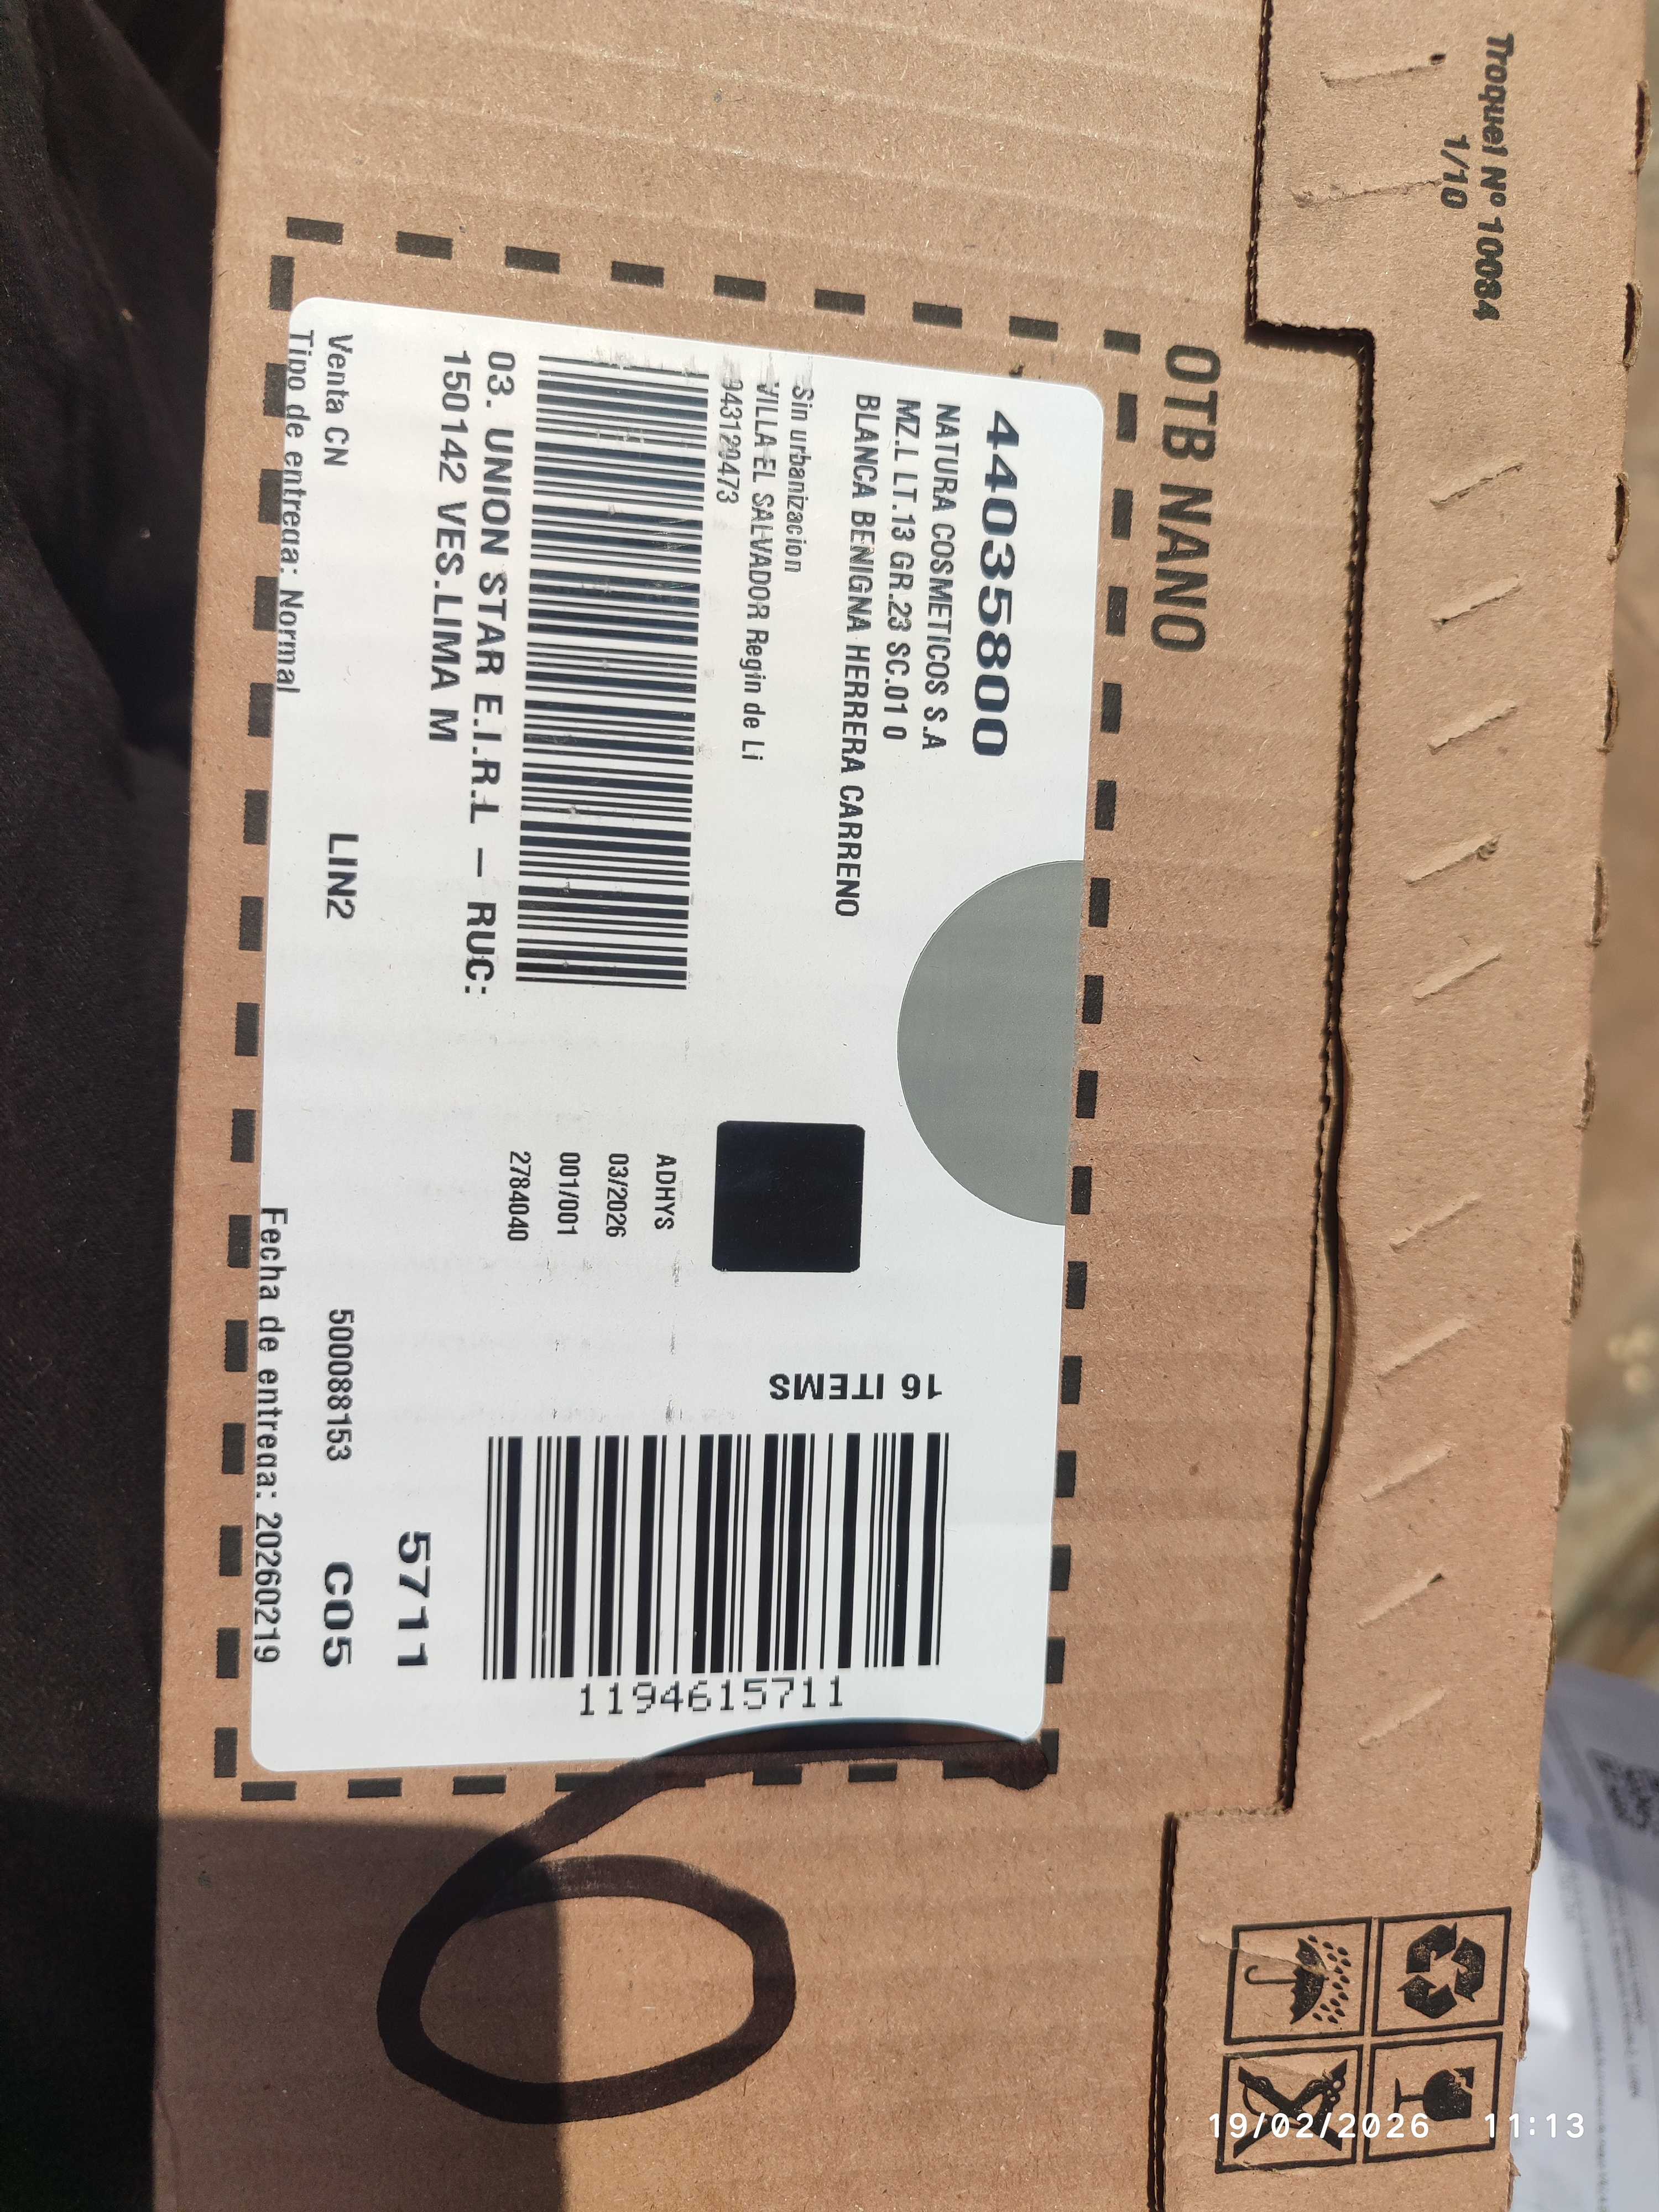 Troquel Nº 10084
1/10
OTB NANO
44035800
NATURA COSMETICOS S.A
MZ.L LT.13 GR.23 SC.01 0
BLANCA BENIGNA HERRERA CARRENO
Sin urbanizacion
VILLA EL SALVADOR Regin de Li
943120473
03. UNION STAR E.I.R.L – RUC:
150142 VES.LIMA M
Venta CN
LIN2
500088153
C05
Tipo de entrega: Normal
Fecha de entrega: 20260219
ADHYS
03/2026
001/001
2784040
16 ITEMS
1194615711
5711
19/02/2026 11:13